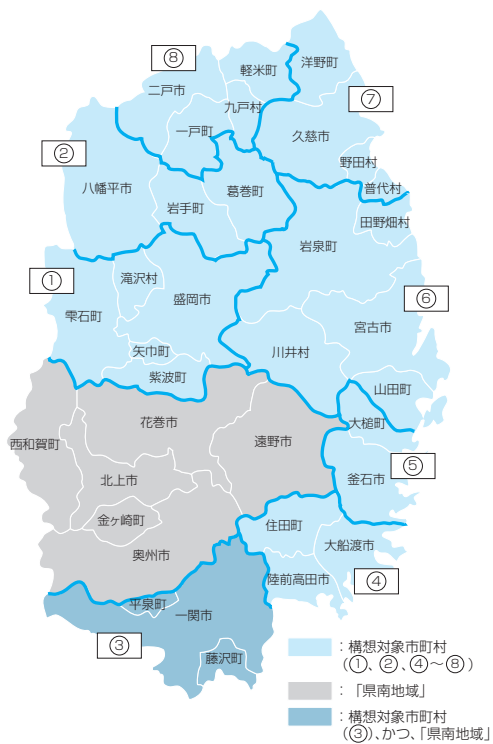 ⑧
洋野町
軽米町
二戸市
九戸村
⑦
一戸町
久慈市
②
野田村
八幡平市
葛巻町
普代村
岩手町
田野畑村
岩泉町
①
滝沢村
盛岡市
⑥
雫石町
宮古市
矢巾町
川井村
紫波町
山田町
花巻市
大槌町
西和賀町
遠野市
⑤
北上市
釜石市
金ヶ崎町
住田町
大船渡市
奥州市
陸前高田市
④
平泉町
一関市
③
藤沢町
：構想対象市町村
（①、②、④～⑧）
：「県南地域」
：構想対象市町村
（③）、かつ、「県南地域」